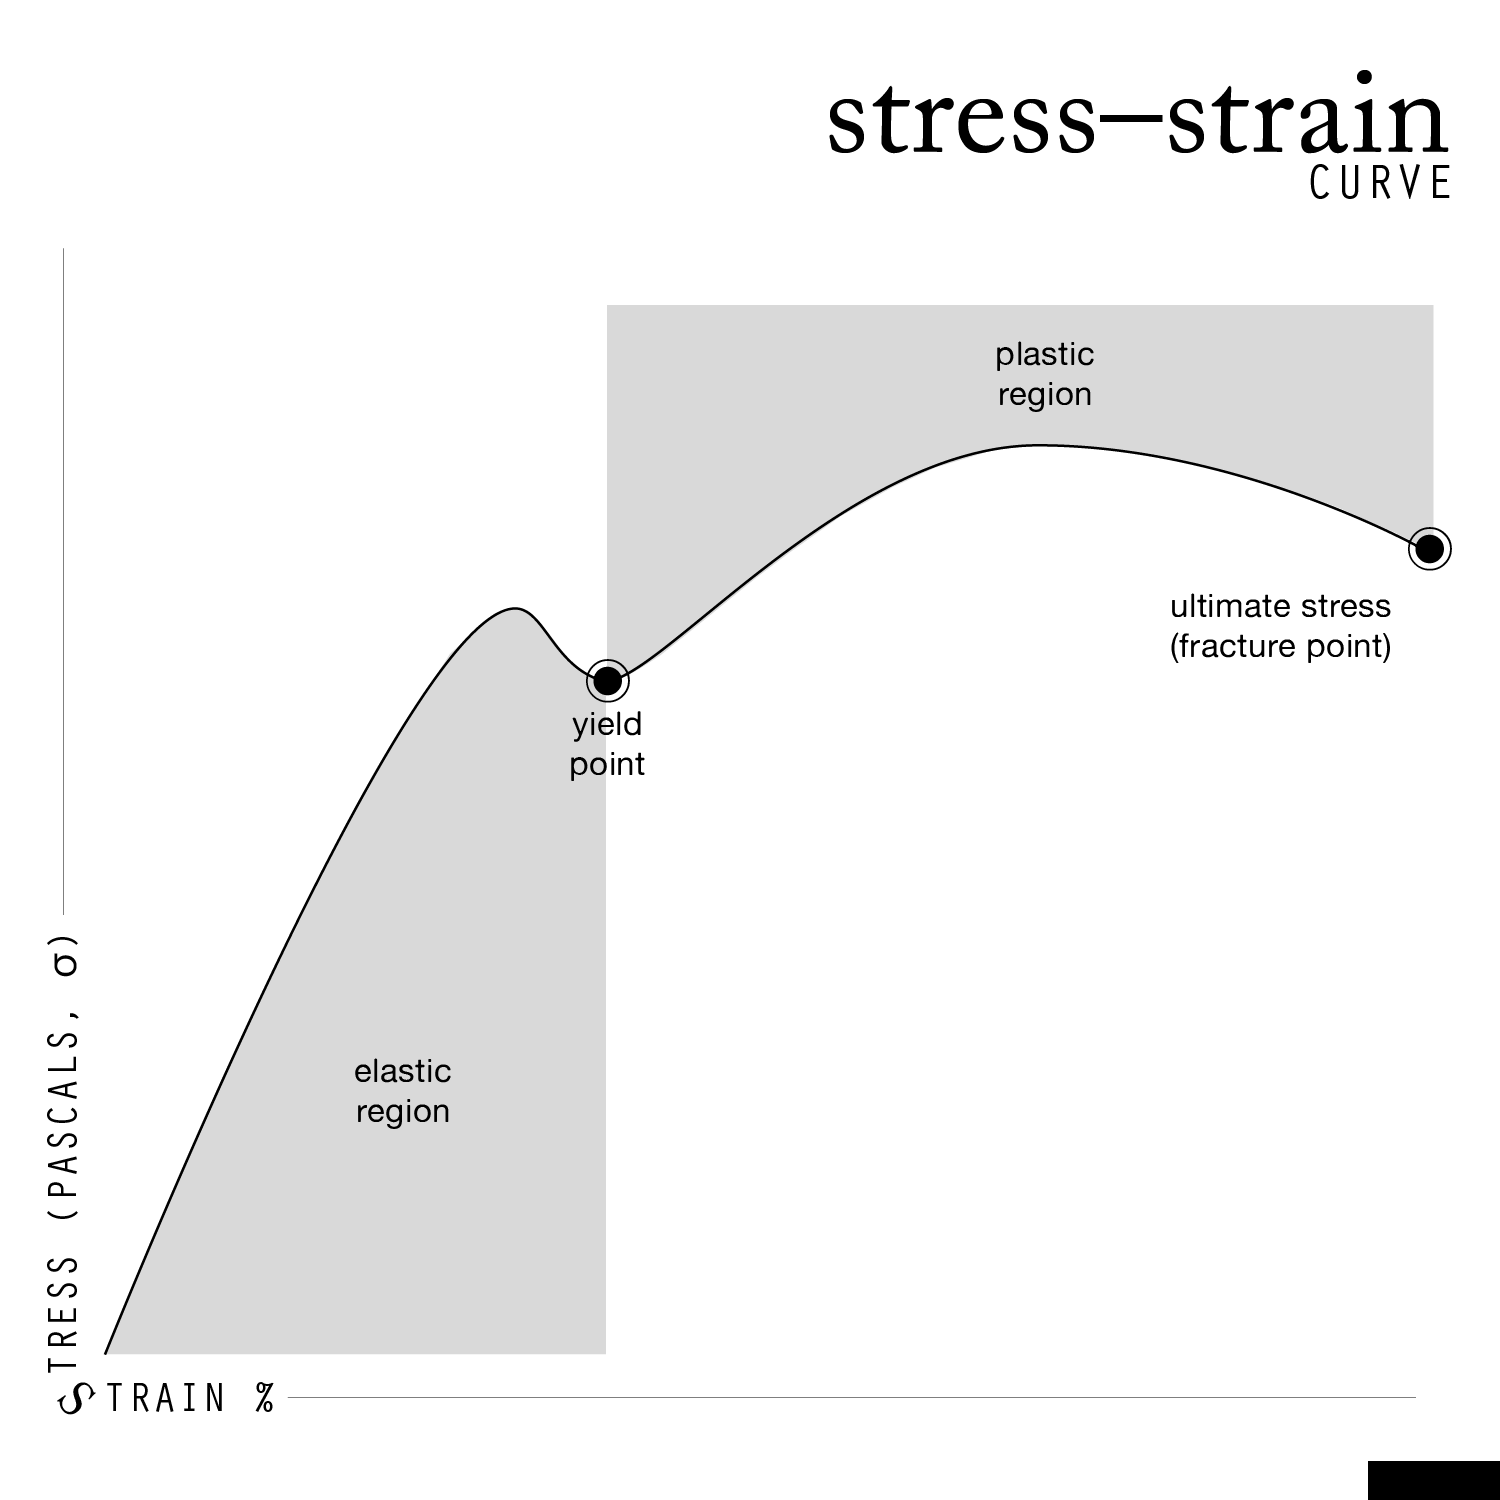 stress—strain
CURVE
plastic
region
ultimate stress
(fracture point)
yield
point
elastic
region
STRESS (PASCALS, σ)
STRAIN %